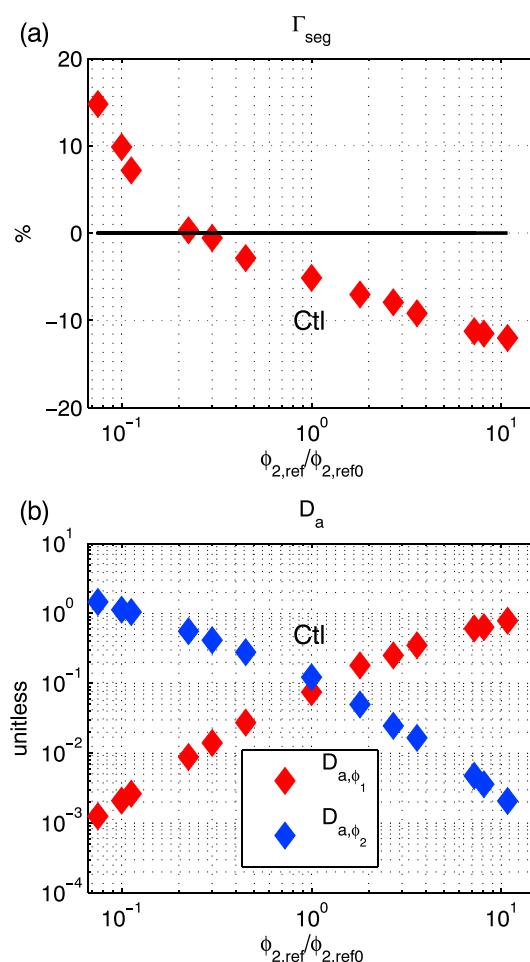 (a)
Γseg
20
10
0
−10
−20
%
Ctl
10⁻¹ 10⁰ 10¹
ϕ2,ref/ϕ2,ref0
(b)
Da
10¹
10⁰
10⁻¹
10⁻²
10⁻³
10⁻⁴
unitless
Ctl
Da,ϕ1
Da,ϕ2
10⁻¹ 10⁰ 10¹
ϕ2,ref/ϕ2,ref0